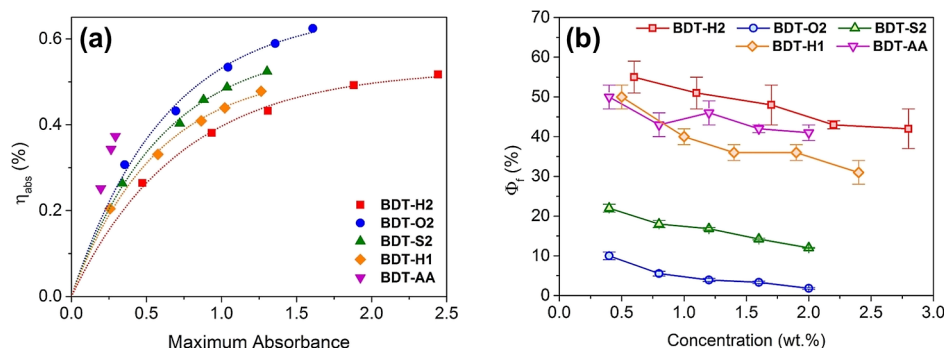 (a)
η_abs (%)
0.6
0.4
0.2
0.0
BDT-H2
BDT-O2
BDT-S2
BDT-H1
BDT-AA
0.0 0.5 1.0 1.5 2.0 2.5
Maximum Absorbance
(b)
Φ_f (%)
70
60
50
40
30
20
10
0
BDT-H2 BDT-O2 BDT-S2
BDT-H1 BDT-AA
0.0 0.5 1.0 1.5 2.0 2.5 3.0
Concentration (wt.%)